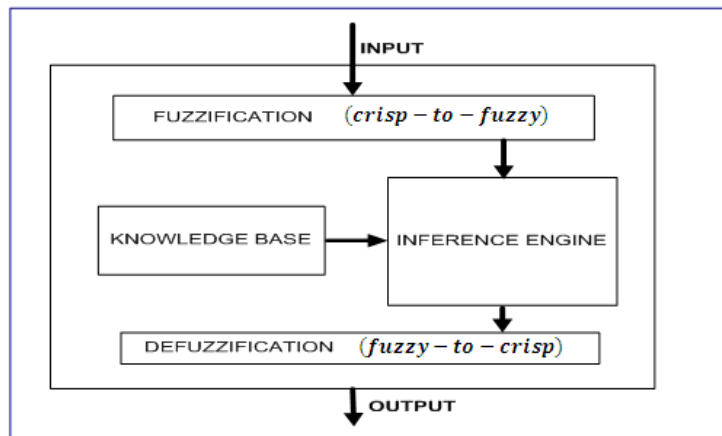 INPUT
FUZZIFICATION (crisp − to − fuzzy)
KNOWLEDGE BASE
INFERENCE ENGINE
DEFUZZIFICATION (fuzzy − to − crisp)
OUTPUT